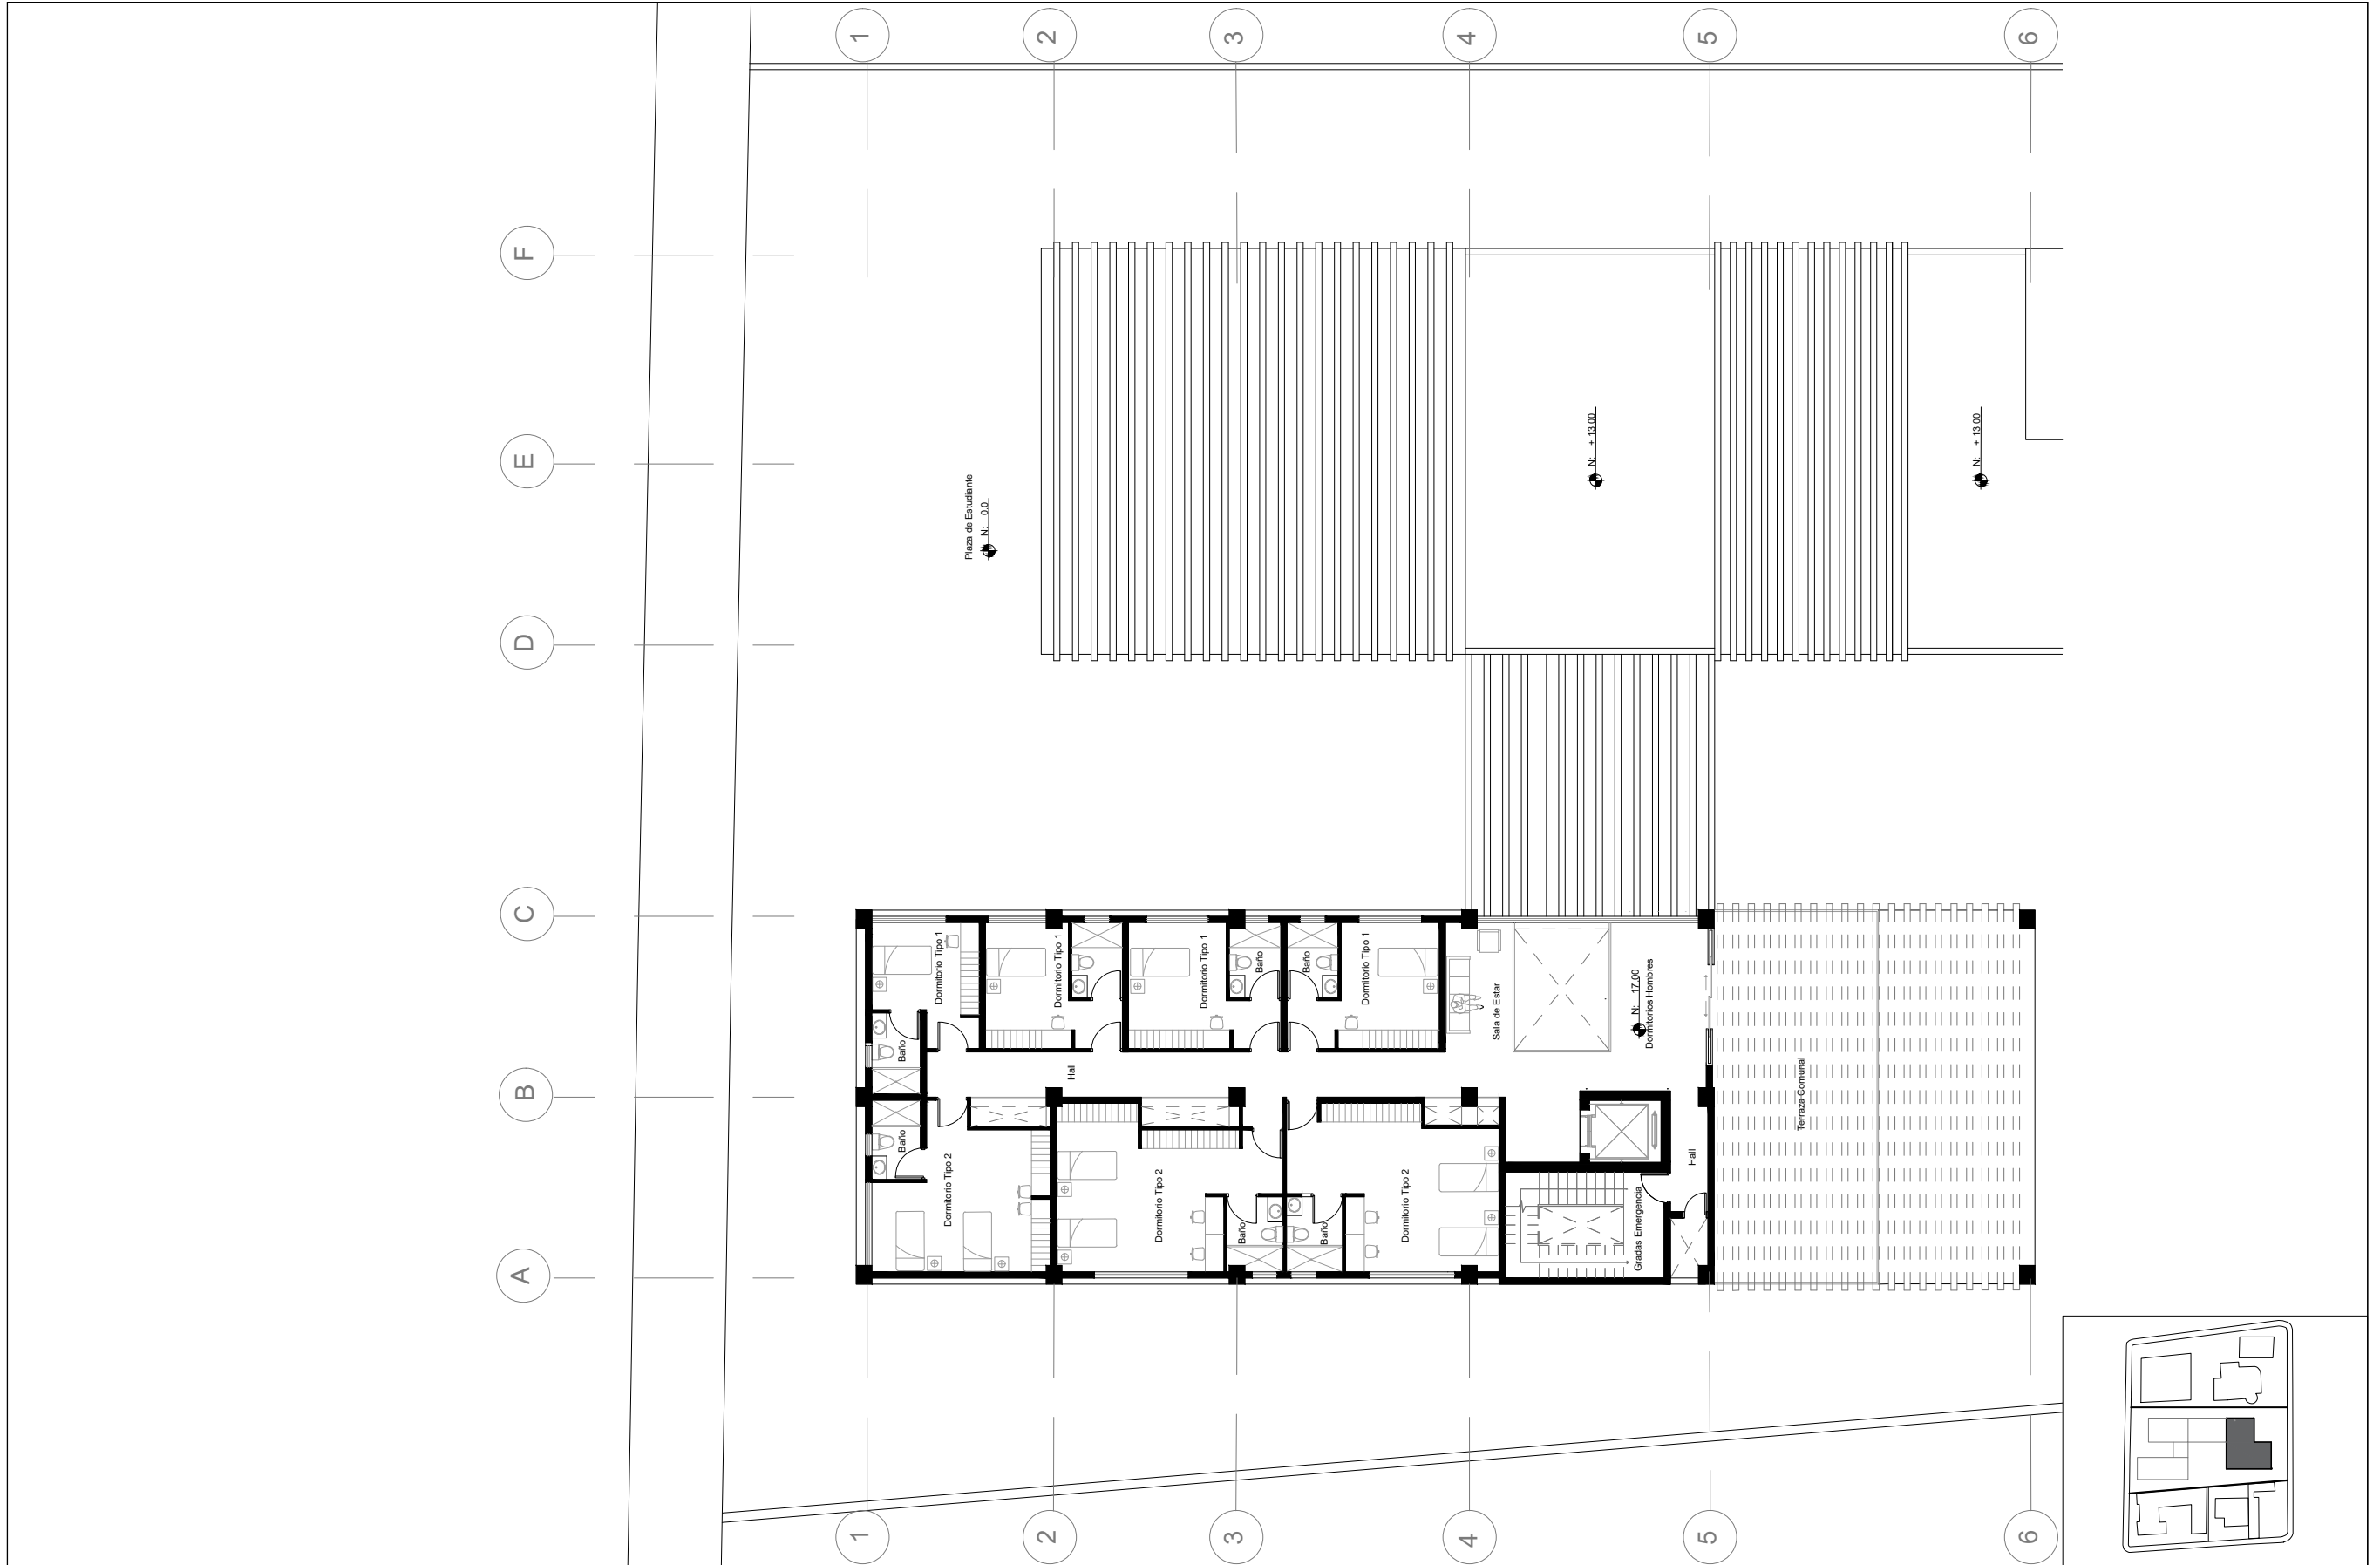 1
2
3
4
5
6
F
E
D
C
B
A
N: + 13.00
N: + 13.00
Plaza de Estudiante
N: 0.0
Dormitorio Tipo 1
Dormitorio Tipo 1
Dormitorio Tipo 1
Dormitorio Tipo 1
Baño
Baño
Baño
Baño
Sala de Estar
N: 17.00
Dormitorios Hombres
Hall
Terraza Comunal
Baño
Dormitorio Tipo 2
Dormitorio Tipo 2
Dormitorio Tipo 2
Baño
Baño
Gradas Emergencia
Hall
1
2
3
4
5
6